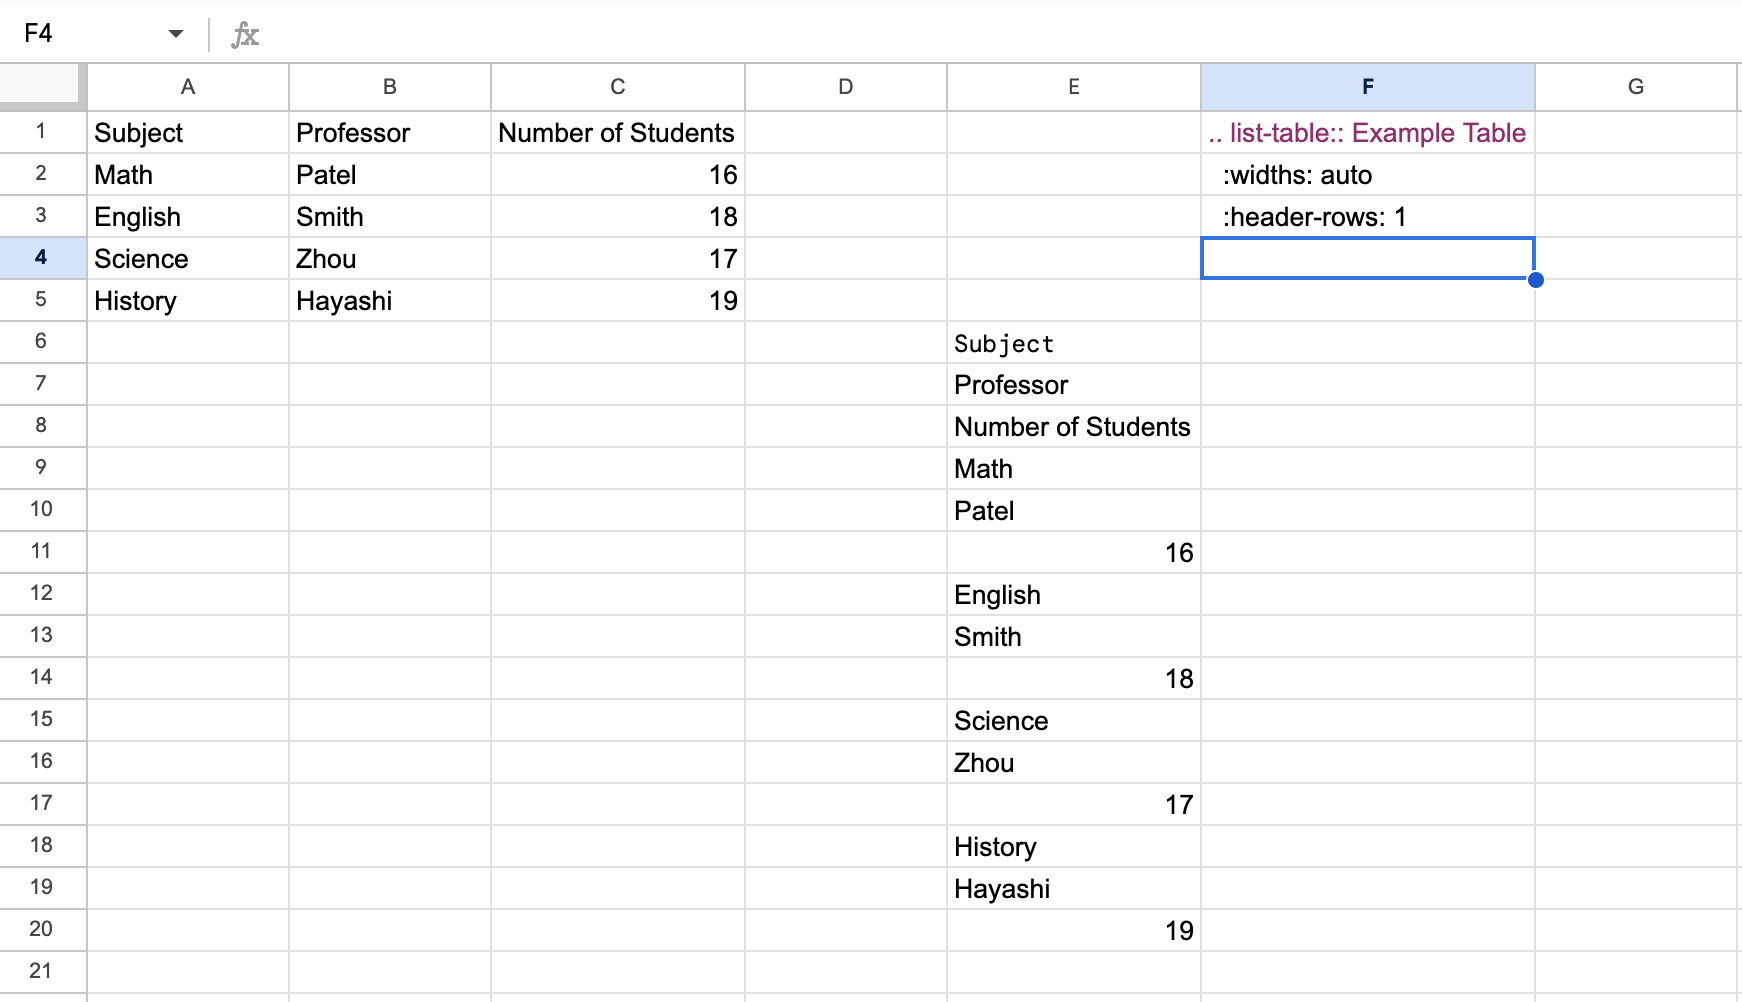 F4 fx
A B C D E F G
1 Subject Professor Number of Students .. list-table:: Example Table
2 Math Patel 16 :widths: auto
3 English Smith 18 :header-rows: 1
4 Science Zhou 17
5 History Hayashi 19
6 Subject
7 Professor
8 Number of Students
9 Math
10 Patel
11 16
12 English
13 Smith
14 18
15 Science
16 Zhou
17 17
18 History
19 Hayashi
20 19
21